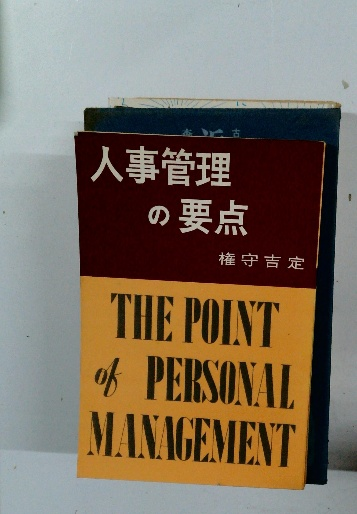 人事管理
の要点
権守吉定
THE POINT
of PERSONAL
MANAGEMENT